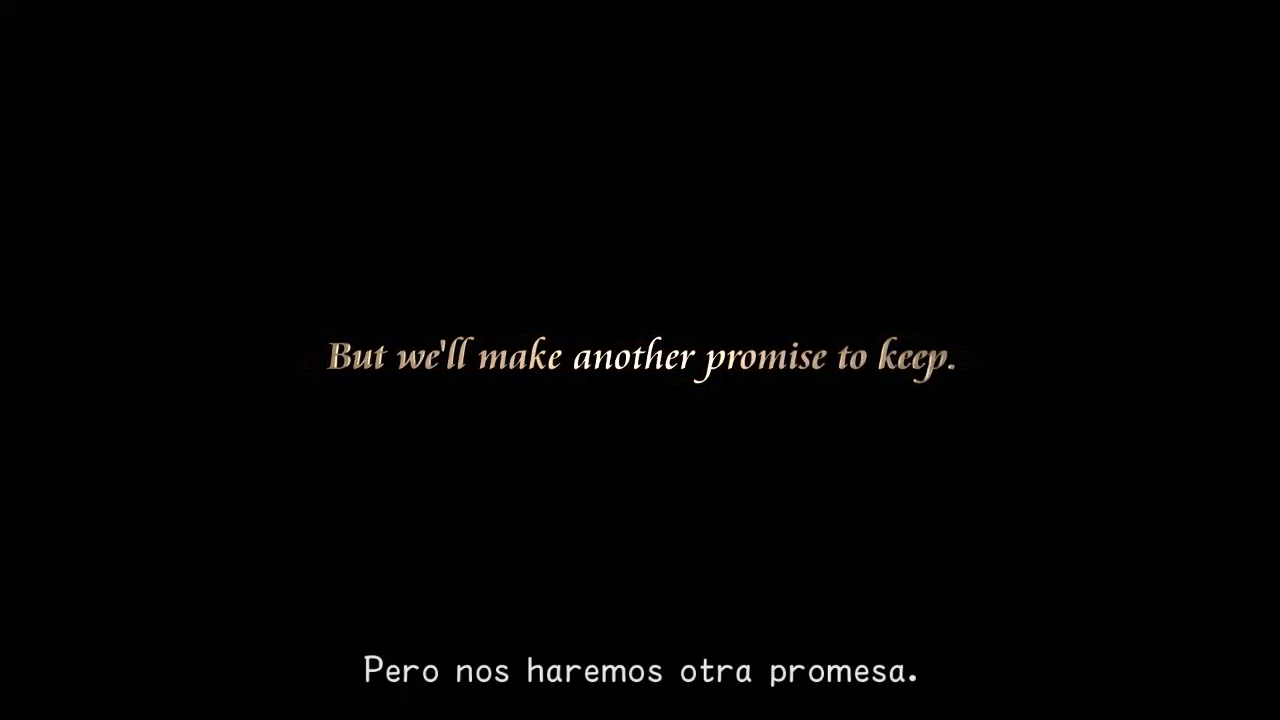 But we'll make another promise to keep.
Pero nos haremos otra promesa.